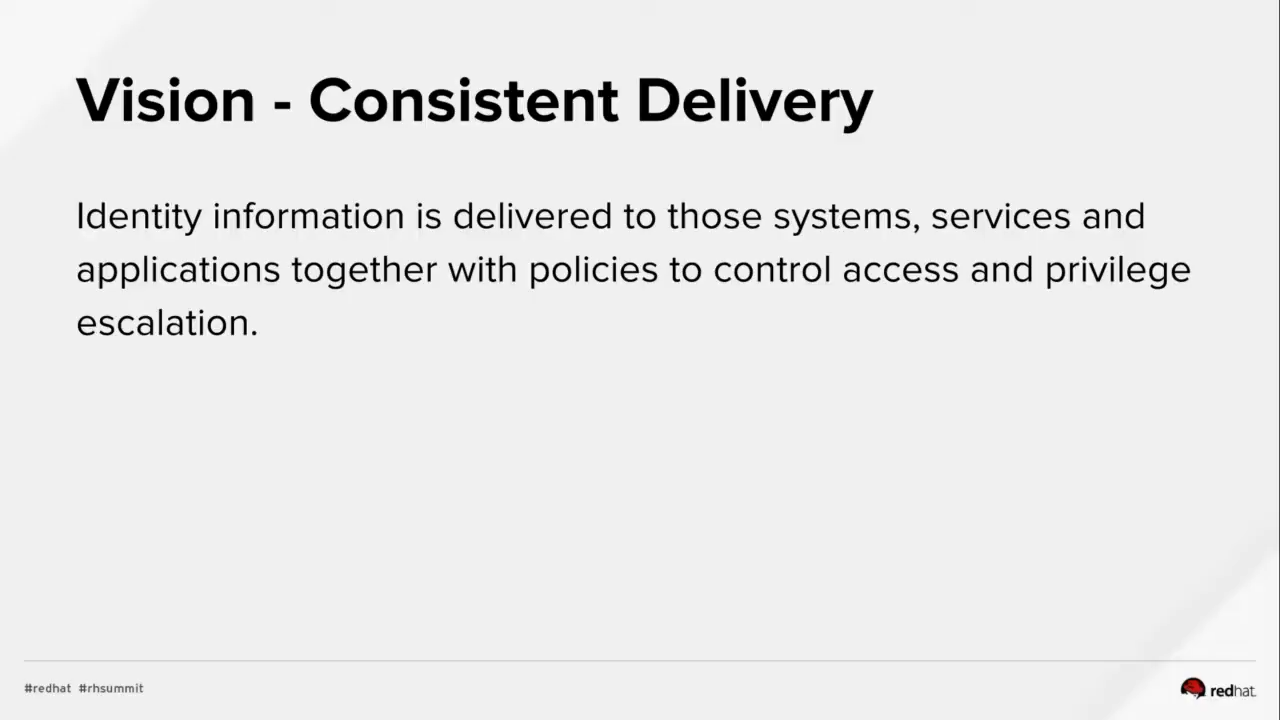 Vision - Consistent Delivery
Identity information is delivered to those systems, services and
applications together with policies to control access and privilege
escalation.
#redhat #rhsummit
redhat.